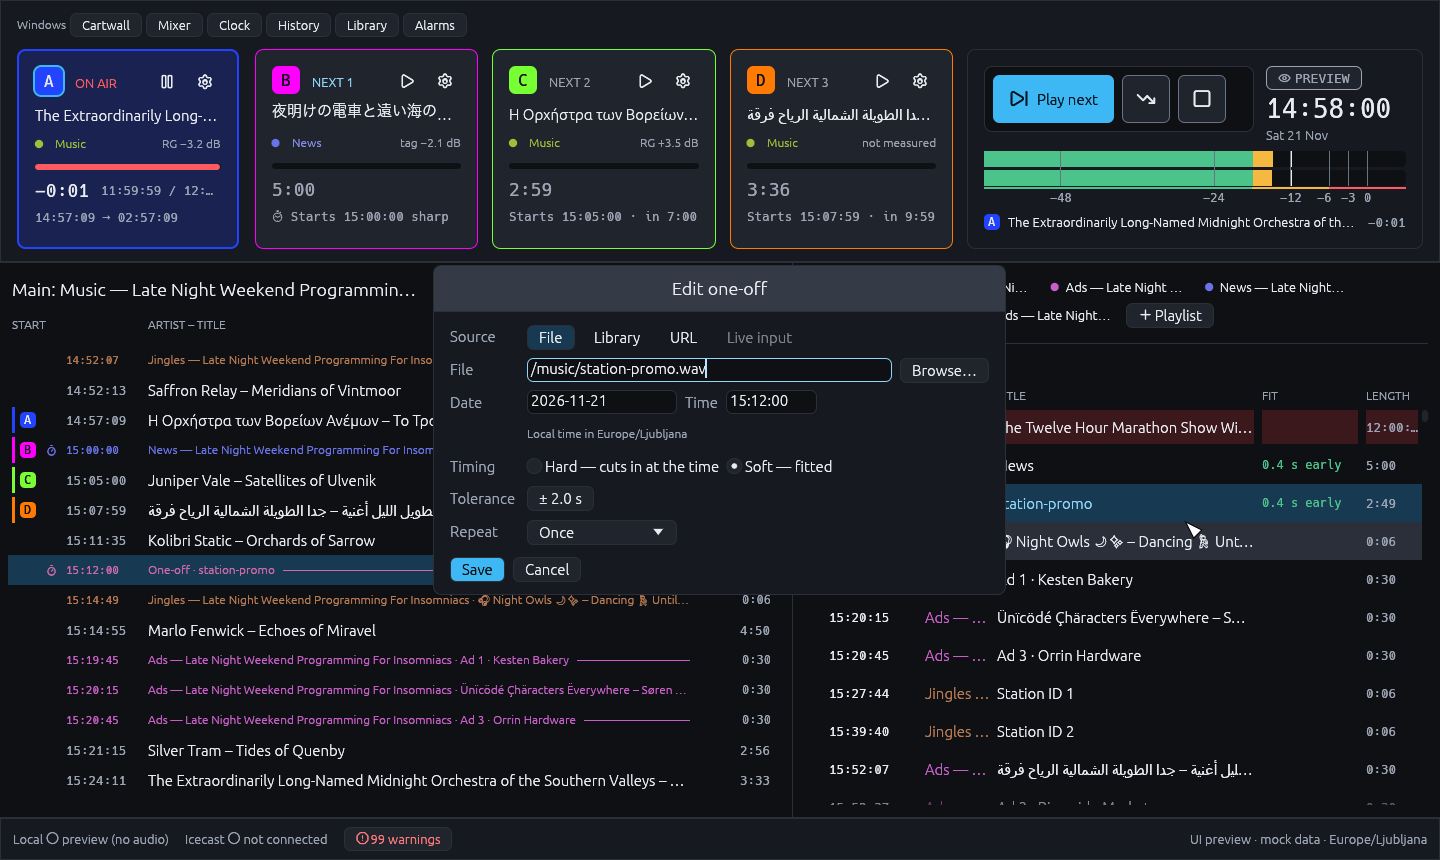 Windows Cartwall Mixer Clock History Library Alarms
A ON AIR
The Extraordinarily Long-…
Music RG −3.2 dB
−0:01 11:59:59 / 12:…
14:57:09 → 02:57:09
B NEXT 1
夜明けの電車と遠い海の…
News tag −2.1 dB
5:00
Starts 15:00:00 sharp
C NEXT 2
Η Ορχήστρα των Βορείων…
Music RG +3.5 dB
2:59
Starts 15:05:00 · in 7:00
D NEXT 3
جدا الطويلة الشمالية الرياح فرقة…
Music not measured
3:36
Starts 15:07:59 · in 9:59
Play next
PREVIEW
14:58:00
Sat 21 Nov
−48 −24 −12 −6 −3 0
A The Extraordinarily Long-Named Midnight Orchestra of th… −0:01
Main: Music — Late Night Weekend Programmin…
START ARTIST – TITLE
14:52:07 Jingles — Late Night Weekend Programming For Inso
14:52:13 Saffron Relay – Meridians of Vintmoor
A 14:57:09 Η Ορχήστρα των Βορείων Ανέμων – Το Τρ
B 15:00:00 News — Late Night Weekend Programming For Insom
C 15:05:00 Juniper Vale – Satellites of Ulvenik
D 15:07:59 طويل الليل أغنية – جدا الطويلة الشمالية الرياح فرقة
15:11:35 Kolibri Static – Orchards of Sarrow
15:12:00 One-off · station-promo
15:14:49 Jingles — Late Night Weekend Programming For Insomniacs · 🎧 Night Owls 🌙✨ – Dancing 💃 Until… 0:06
15:14:55 Marlo Fenwick – Echoes of Miravel 4:50
15:19:45 Ads — Late Night Weekend Programming For Insomniacs · Ad 1 · Kesten Bakery 0:30
15:20:15 Ads — Late Night Weekend Programming For Insomniacs · Ünïcödé Çhäracters Ëverywhere – Søren … 0:30
15:20:45 Ads — Late Night Weekend Programming For Insomniacs · Ad 3 · Orrin Hardware 0:30
15:21:15 Silver Tram – Tides of Quenby 2:56
15:24:11 The Extraordinarily Long-Named Midnight Orchestra of the Southern Valleys – … 3:33
Edit one-off
Source File Library URL Live input
File /music/station-promo.wav Browse…
Date 2026-11-21 Time 15:12:00
Local time in Europe/Ljubljana
Timing Hard — cuts in at the time Soft — fitted
Tolerance ± 2.0 s
Repeat Once
Save Cancel
Ni… Ads — Late Night … News — Late Night…
ds — Late Night… + Playlist
TLE FIT LENGTH
he Twelve Hour Marathon Show Wi… 12:00:…
News 0.4 s early 5:00
tation-promo 0.4 s early 2:49
🎧 Night Owls 🌙✨ – Dancing 💃 Unt… 0:06
Ad 1 · Kesten Bakery 0:30
15:20:15 Ads — … Ünïcödé Çhäracters Ëverywhere – S… 0:30
15:20:45 Ads — … Ad 3 · Orrin Hardware 0:30
15:27:44 Jingles … Station ID 1 0:06
15:39:40 Jingles … Station ID 2 0:06
15:52:07 Ads — … ليل أغنية – جدا الطويلة الشمالية الرياح فرقة… 0:30
Local preview (no audio) Icecast not connected 99 warnings
UI preview · mock data · Europe/Ljubljana